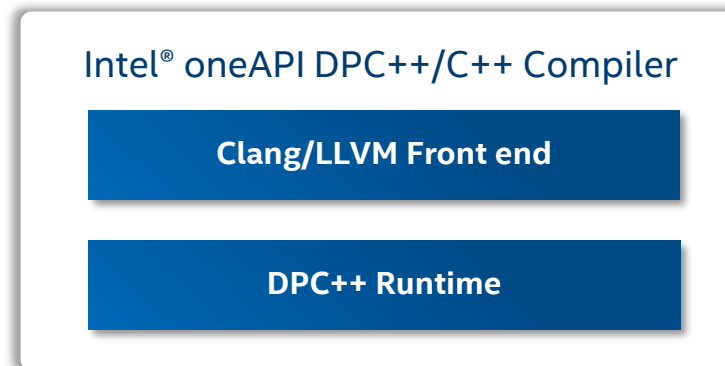 Intel® oneAPI DPC++/C++ Compiler
Clang/LLVM Front end
DPC++ Runtime